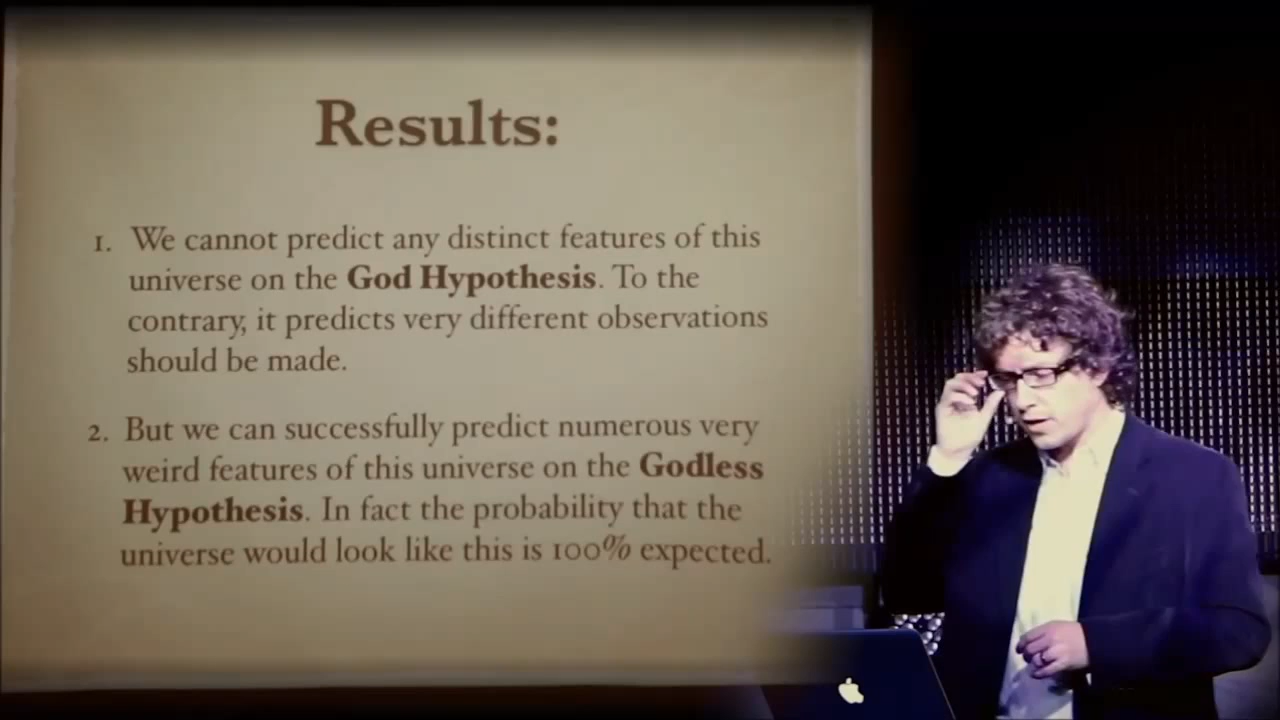 Results:
1. We cannot predict any distinct features of this
universe on the God Hypothesis. To the
contrary, it predicts very different observations
should be made.
2. But we can successfully predict numerous very
weird features of this universe on the Godless
Hypothesis. In fact the probability that the
universe would look like this is 100% expected.